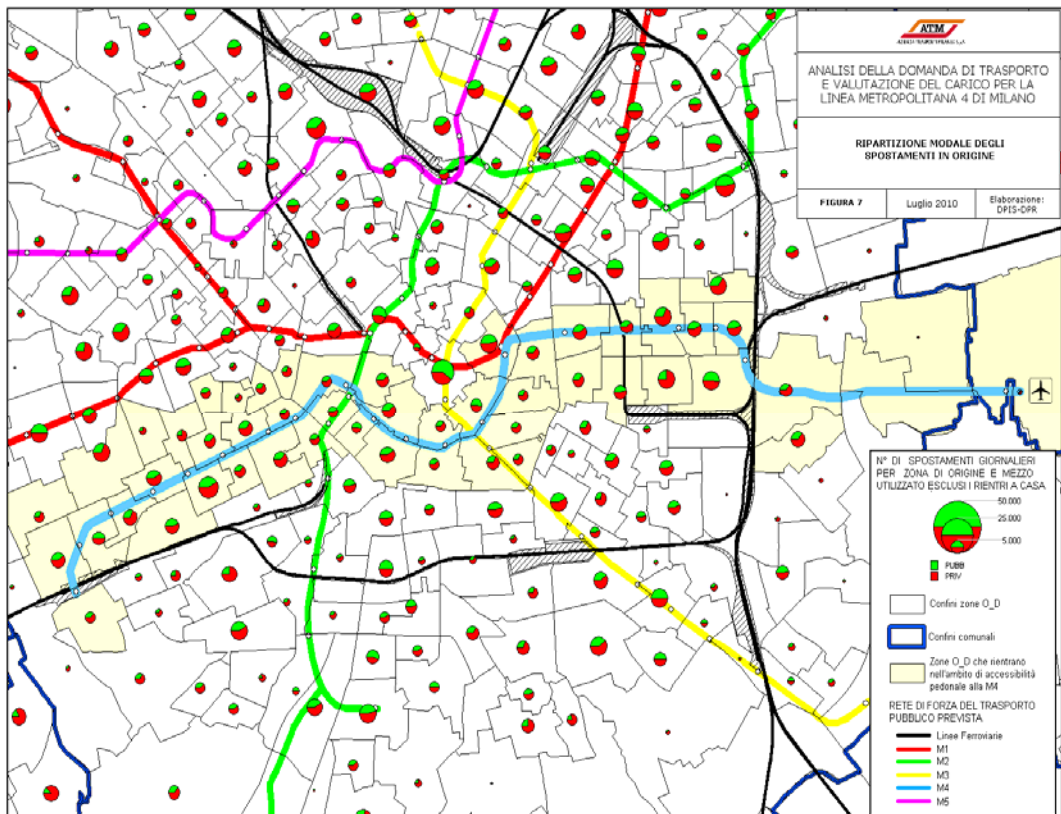 ATM
ANALISI DELLA DOMANDA DI TRASPORTO
E VALUTAZIONE DEL CARICO PER LA
LINEA METROPOLITANA 4 DI MILANO
RIPARTIZIONE MODALE DEGLI
SPOSTAMENTI IN ORIGINE
FIGURA 7
Luglio 2010
Elaborazione:
DPIS-DPR
N° DI SPOSTAMENTI GIORNALIERI
PER ZONA DI ORIGINE E MEZZO
UTILIZZATO ESCLUSI I RIENTRI A CASA
50.000
25.000
5.000
PUBB
PRIV
Confini zone O_D
Confini comunali
Zone O_D che rientrano
nell'ambito di accessibilità
pedonale alla M4
RETE DI FORZA DEL TRASPORTO
PUBBLICO PREVISTA
Linee Ferroviarie
M1
M2
M3
M4
M5